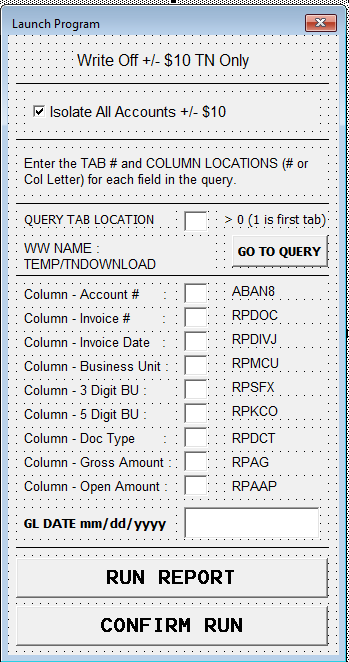 Launch Program
Write Off +/- $10 TN Only
Isolate All Accounts +/- $10
Enter the TAB # and COLUMN LOCATIONS (# or
Col Letter) for each field in the query.
QUERY TAB LOCATION > 0 (1 is first tab)
WW NAME :
TEMP/TNDOWNLOAD
GO TO QUERY
Column - Account # : ABAN8
Column - Invoice # : RPDOC
Column - Invoice Date : RPDIVJ
Column - Business Unit : RPMCU
Column - 3 Digit BU : RPSFX
Column - 5 Digit BU : RPKCO
Column - Doc Type : RPDCT
Column - Gross Amount : RPAG
Column - Open Amount : RPAAP
GL DATE mm/dd/yyyy
RUN REPORT
CONFIRM RUN